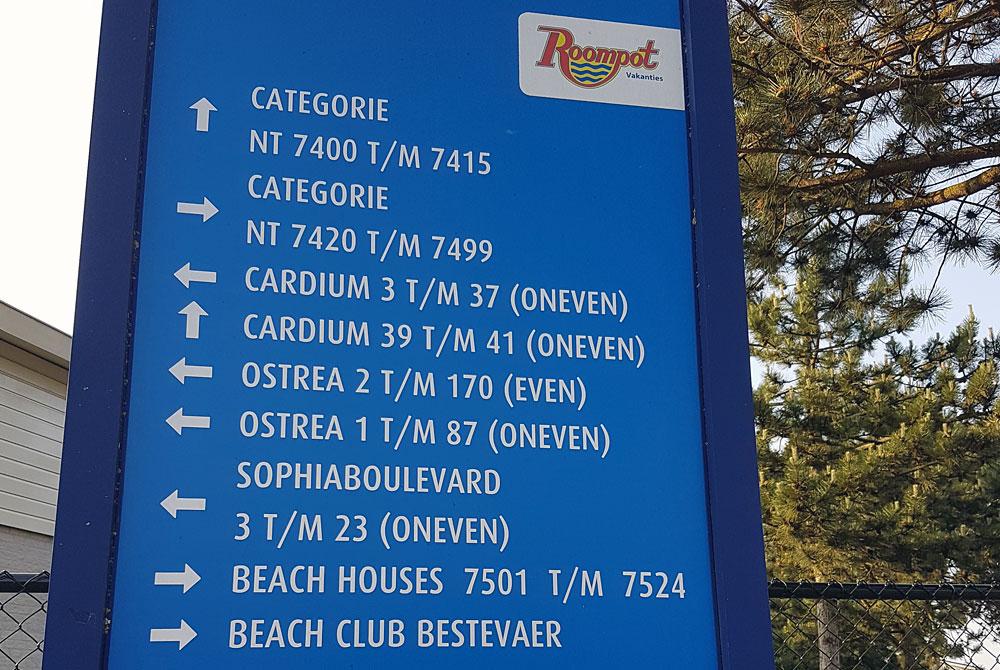 Roompot
Vakanties
CATEGORIE
NT 7400 T/M 7415
CATEGORIE
NT 7420 T/M 7499
CARDIUM 3 T/M 37 (ONEVEN)
CARDIUM 39 T/M 41 (ONEVEN)
OSTREA 2 T/M 170 (EVEN)
OSTREA 1 T/M 87 (ONEVEN)
SOPHIABOULEVARD
3 T/M 23 (ONEVEN)
BEACH HOUSES 7501 T/M 7524
BEACH CLUB BESTEVAER